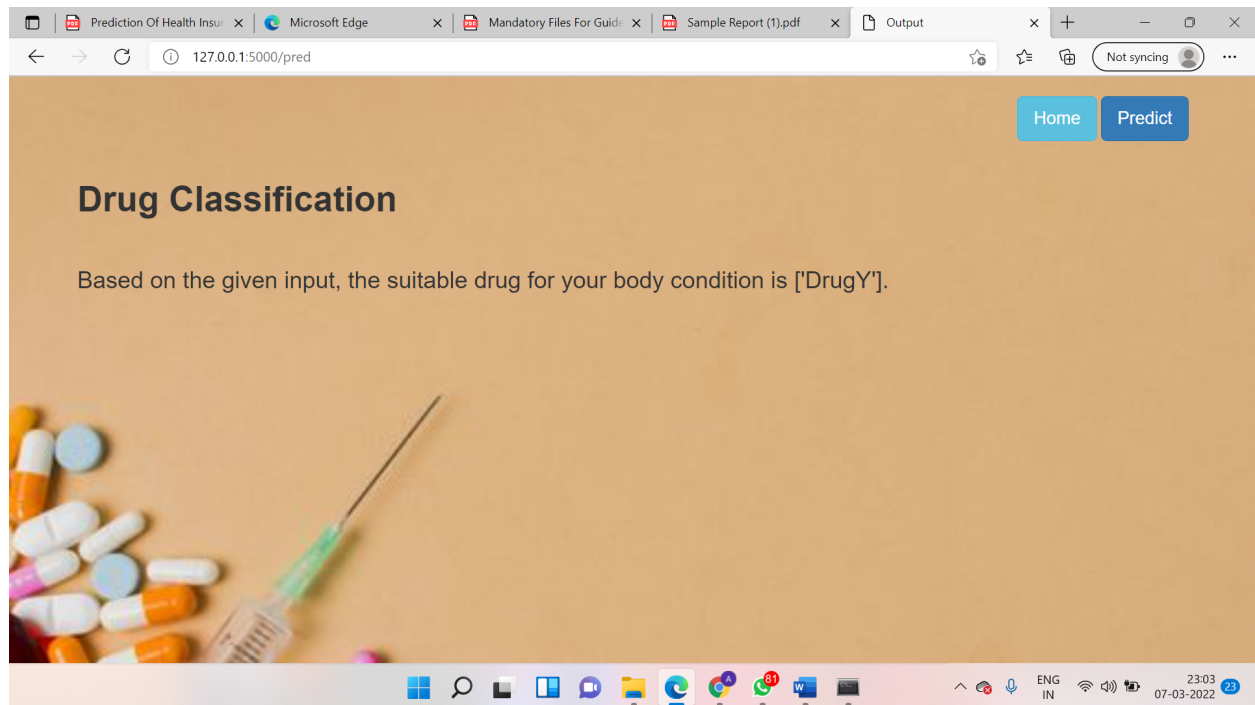 Prediction Of Health Insur
Microsoft Edge
Mandatory Files For Guide
Sample Report (1).pdf
Output
127.0.0.1:5000/pred
Not syncing
Home
Predict
Drug Classification
Based on the given input, the suitable drug for your body condition is ['DrugY'].
A
81
W
ENG
IN
23:03
07-03-2022
23